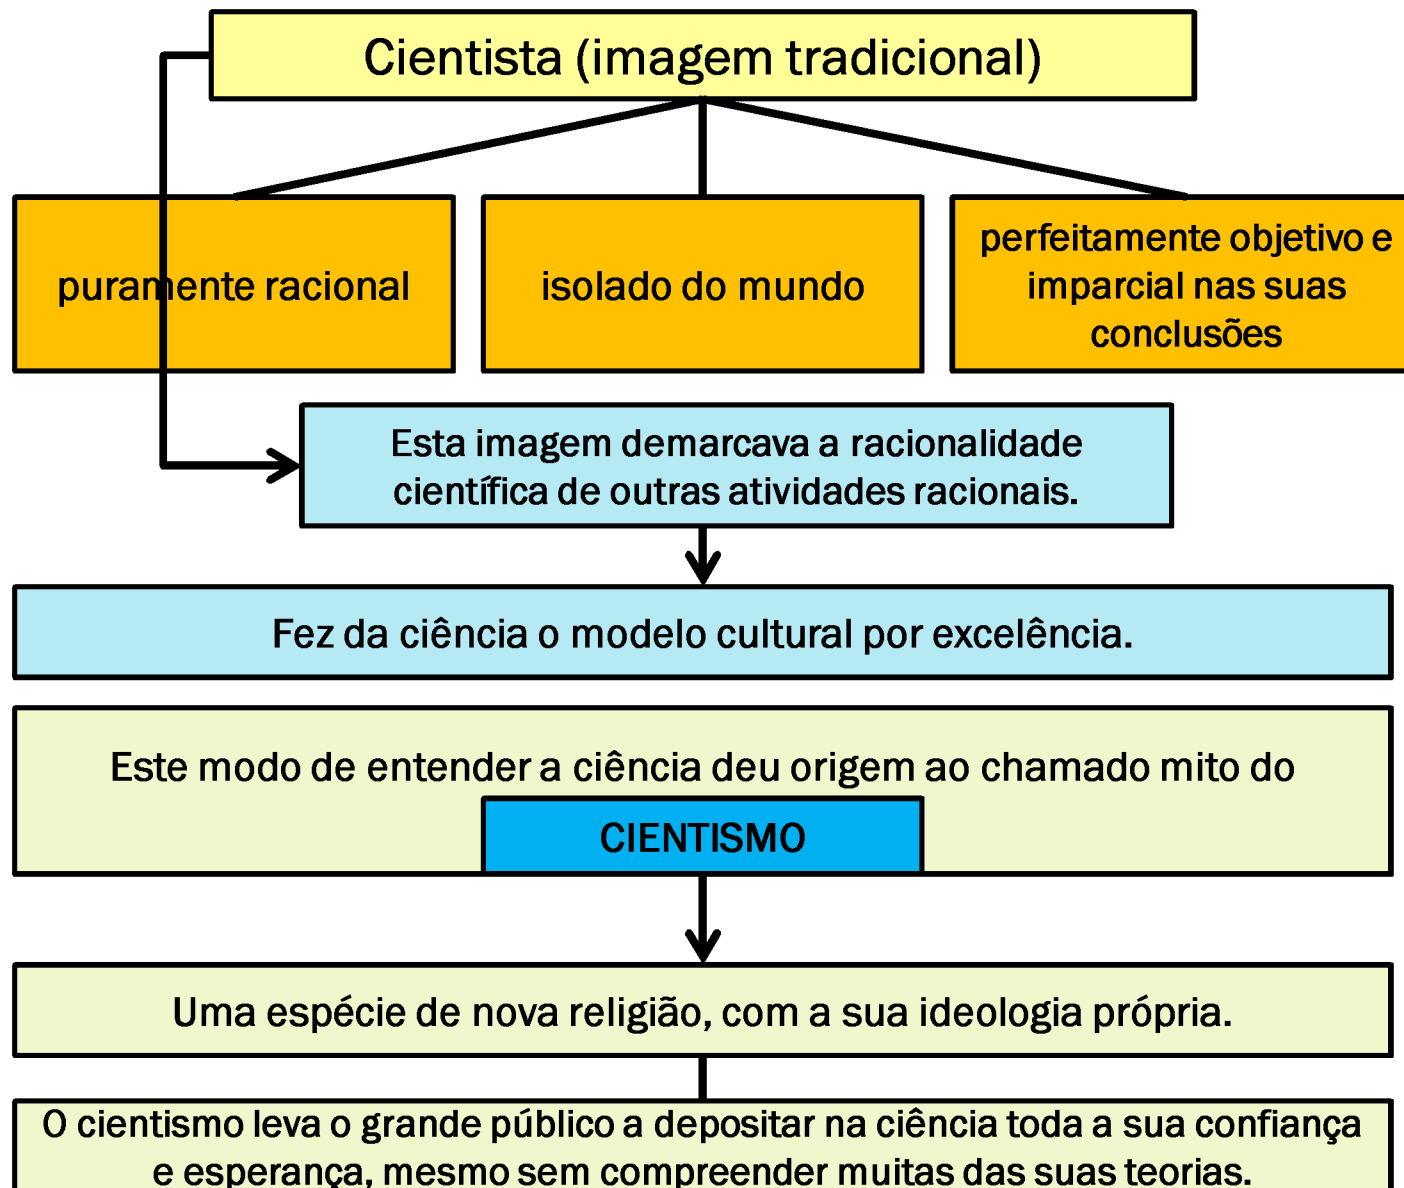 Cientista (imagem tradicional)
puramente racional
isolado do mundo
perfeitamente objetivo e
imparcial nas suas
conclusões
Esta imagem demarcava a racionalidade
científica de outras atividades racionais.
Fez da ciência o modelo cultural por excelência.
Este modo de entender a ciência deu origem ao chamado mito do
CIENTISMO
Uma espécie de nova religião, com a sua ideologia própria.
O cientismo leva o grande público a depositar na ciência toda a sua confiança
e esperança, mesmo sem compreender muitas das suas teorias.